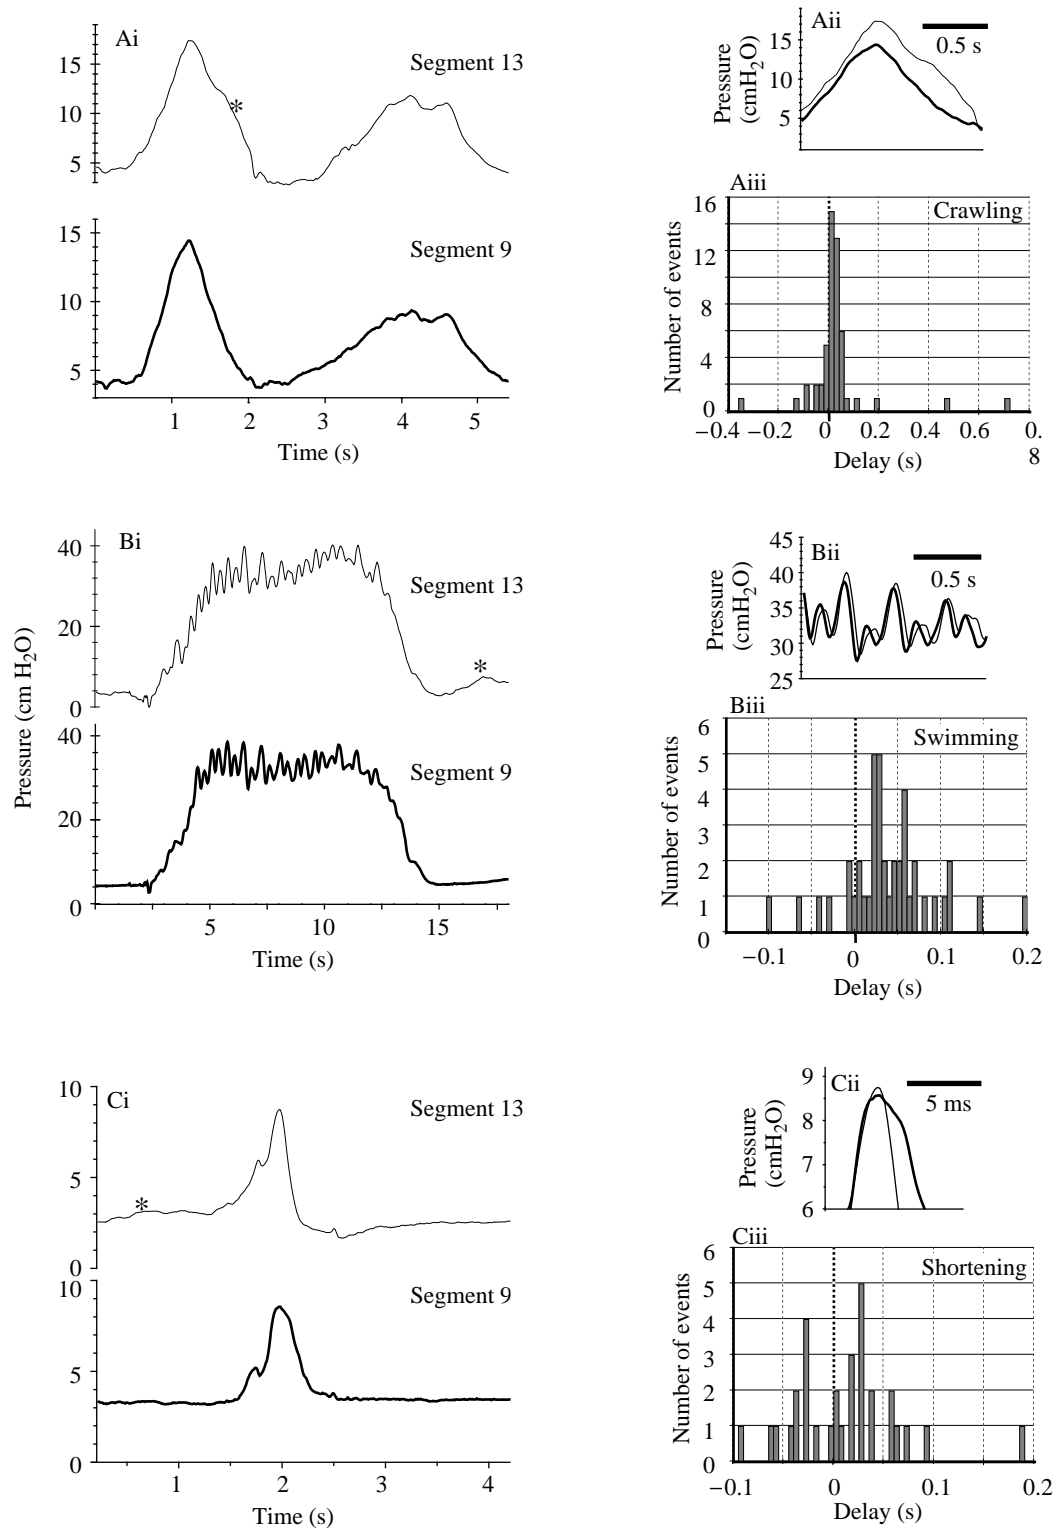 Ai
Segment 13
15
10
5
*
Segment 9
15
10
5
1 2 3 4 5
Time (s)
Aii
0.5 s
Pressure
(cmH2O)
15
10
5
Aiii
Crawling
Number of events
16
12
8
4
0
−0.4 −0.2 0 0.2 0.4 0.6 0.
8
Delay (s)
Pressure (cm H2O)
Bi
Segment 13
40
20
0
*
Segment 9
40
20
0
5 10 15
Time (s)
Bii
0.5 s
Pressure
(cmH2O)
45
40
35
30
25
Biii
Swimming
Number of events
6
5
4
3
2
1
0
−0.1 0 0.1 0.2
Delay (s)
Ci
Segment 13
10
5
0
*
Segment 9
10
5
0
1 2 3 4
Time (s)
Cii
5 ms
Pressure
(cmH2O)
9
8
7
6
Ciii
Shortening
Number of events
6
5
4
3
2
1
0
−0.1 0 0.1 0.2
Delay (s)